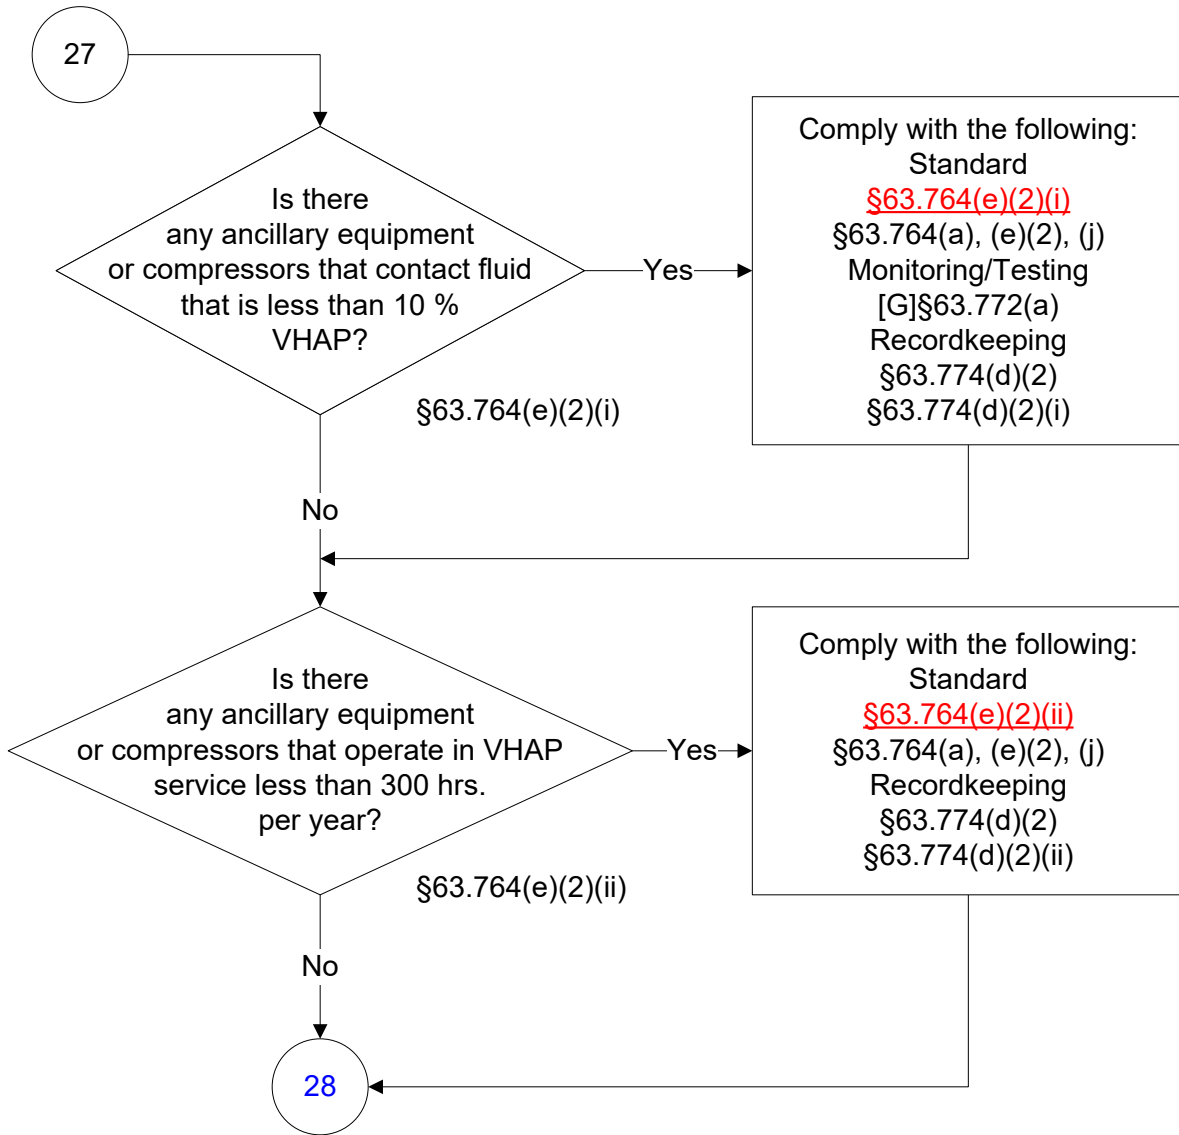 27
Is there
any ancillary equipment
or compressors that contact fluid
that is less than 10 %
VHAP?
Yes
Comply with the following:
Standard
§63.764(e)(2)(i)
§63.764(a), (e)(2), (j)
Monitoring/Testing
[G]§63.772(a)
Recordkeeping
§63.774(d)(2)
§63.774(d)(2)(i)
§63.764(e)(2)(i)
No
Is there
any ancillary equipment
or compressors that operate in VHAP
service less than 300 hrs.
per year?
Yes
Comply with the following:
Standard
§63.764(e)(2)(ii)
§63.764(a), (e)(2), (j)
Recordkeeping
§63.774(d)(2)
§63.774(d)(2)(ii)
§63.764(e)(2)(ii)
No
28